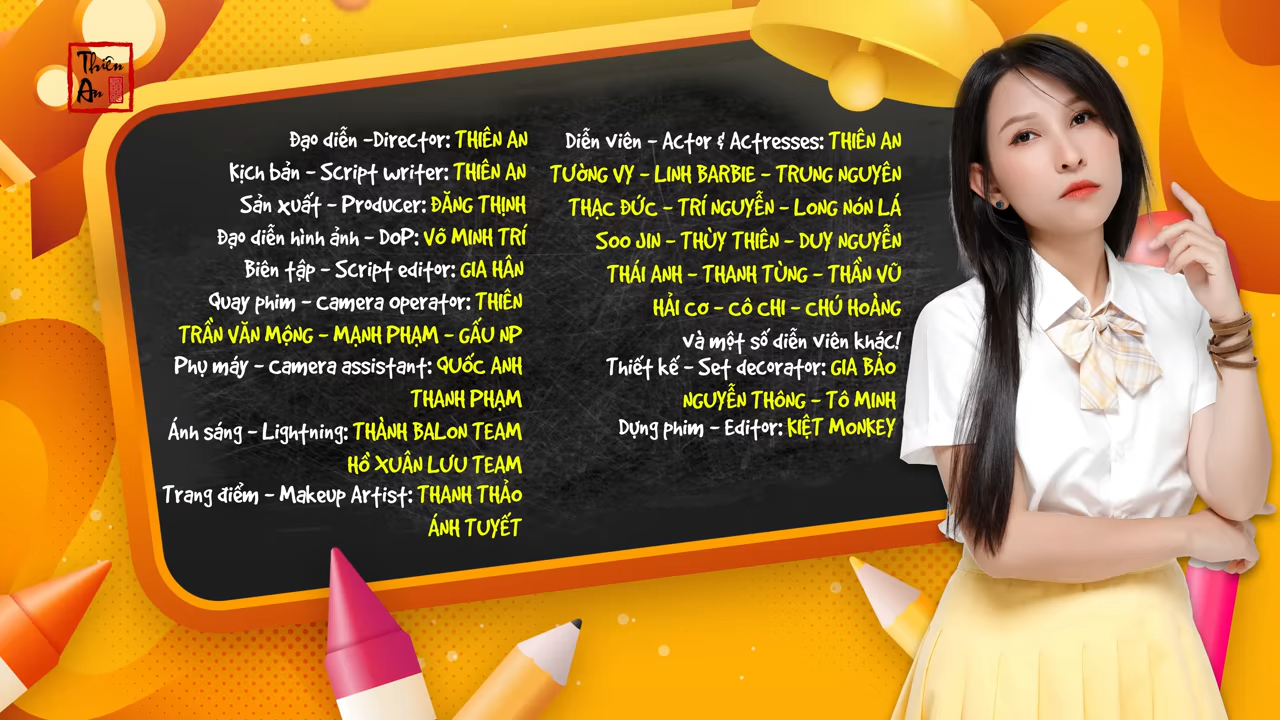 Thiên
An
Đạo diễn -Director: THIÊN AN
Kịch bản - Script writer: THIÊN AN
Sản xuất - Producer: ĐĂNG THỊNH
Đạo diễn hình ảnh - DoP: VÕ MINH TRÍ
Biên tập - Script editor: GIA HÂN
Quay phim - Camera operator: THIÊN
TRẦN VĂN MỘNG - MẠNH PHẠM - GẤU NP
Phụ máy - Camera assistant: QUỐC ANH
THANH PHẠM
Ánh sáng - Lightning: THÀNH BALON TEAM
HỒ XUÂN LƯU TEAM
Trang điểm - Makeup Artist: THANH THẢO
ÁNH TUYẾT
Diễn viên - Actor & Actresses: THIÊN AN
TƯỜNG VY - LINH BARBIE - TRUNG NGUYÊN
THẠC ĐỨC - TRÍ NGUYỄN - LONG NÓN LÁ
SOO JIN - THÙY THIÊN - DUY NGUYỄN
THÁI ANH - THANH TÙNG - THẦN VŨ
HẢI CƠ - CÔ CHI - CHÚ HOÀNG
và một số diễn viên khác!
Thiết kế - Set decorator: GIA BẢO
NGUYỄN THÔNG - TÔ MINH
Dựng phim - Editor: KIỆT MONKEY